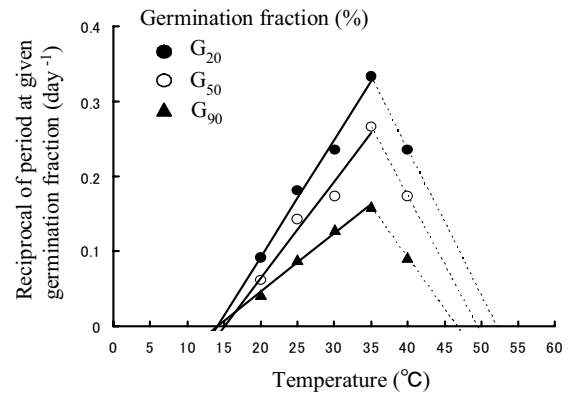 Germination fraction (%)
G20
G50
G90
Reciprocal of period at given
germination fraction (day -1)
0.4
0.3
0.2
0.1
0
0 5 10 15 20 25 30 35 40 45 50 55 60
Temperature (℃)